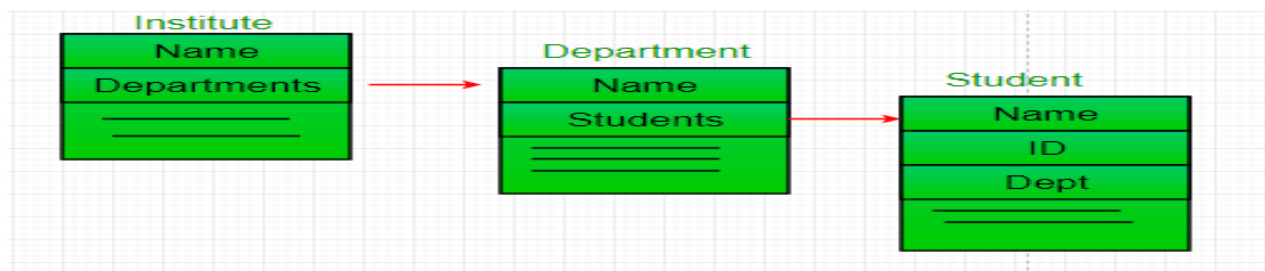 Institute
Name
Departments
Department
Name
Students
Student
Name
ID
Dept